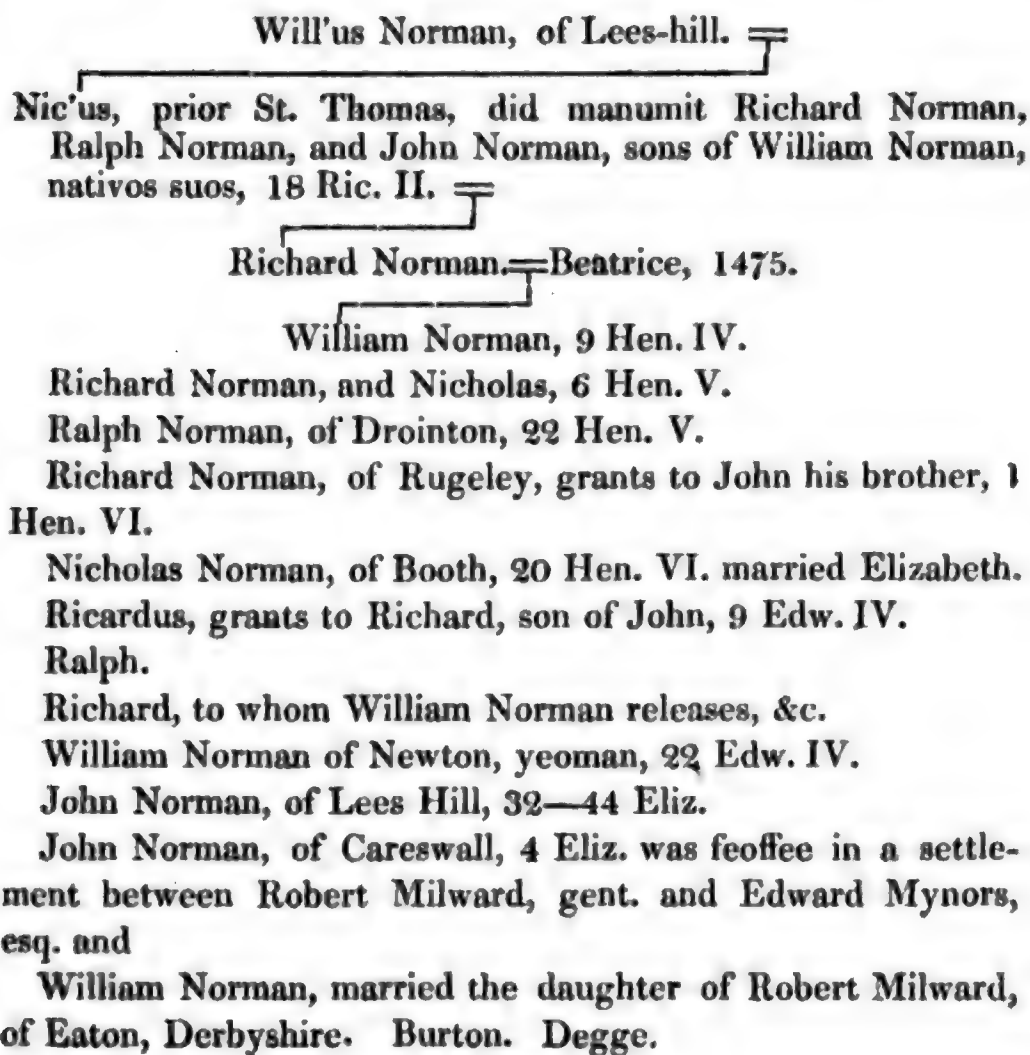 Will'us Norman, of Lees-hill.
Nic'us, prior St. Thomas, did manumit Richard Norman,
Ralph Norman, and John Norman, sons of William Norman,
nativos suos, 18 Ric. II.
Richard Norman.=Beatrice, 1475.
William Norman, 9 Hen. IV.
Richard Norman, and Nicholas, 6 Hen. V.
Ralph Norman, of Drointon, 22 Hen. V.
Richard Norman, of Rugeley, grants to John his brother, 1
Hen. VI.
Nicholas Norman, of Booth, 20 Hen. VI. married Elizabeth.
Ricardus, grants to Richard, son of John, 9 Edw. IV.
Ralph.
Richard, to whom William Norman releases, &c.
William Norman of Newton, yeoman, 22 Edw. IV.
John Norman, of Lees Hill, 32—44 Eliz.
John Norman, of Careswall, 4 Eliz. was feoffee in a settle-
ment between Robert Milward, gent. and Edward Mynors,
esq. and
William Norman, married the daughter of Robert Milward,
of Eaton, Derbyshire. Burton. Degge.